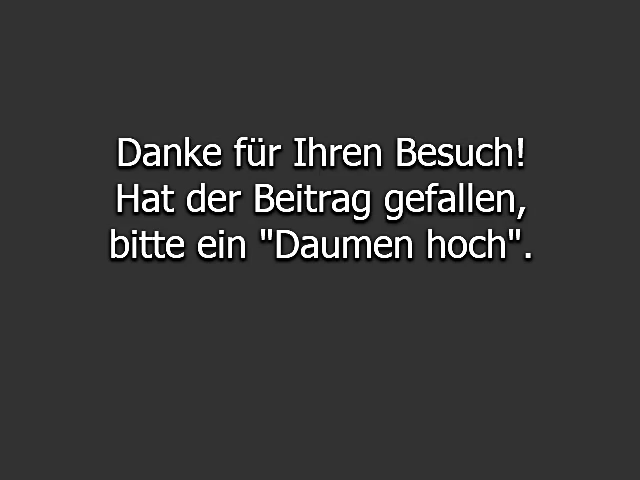 Danke für Ihren Besuch!
Hat der Beitrag gefallen,
bitte ein "Daumen hoch".